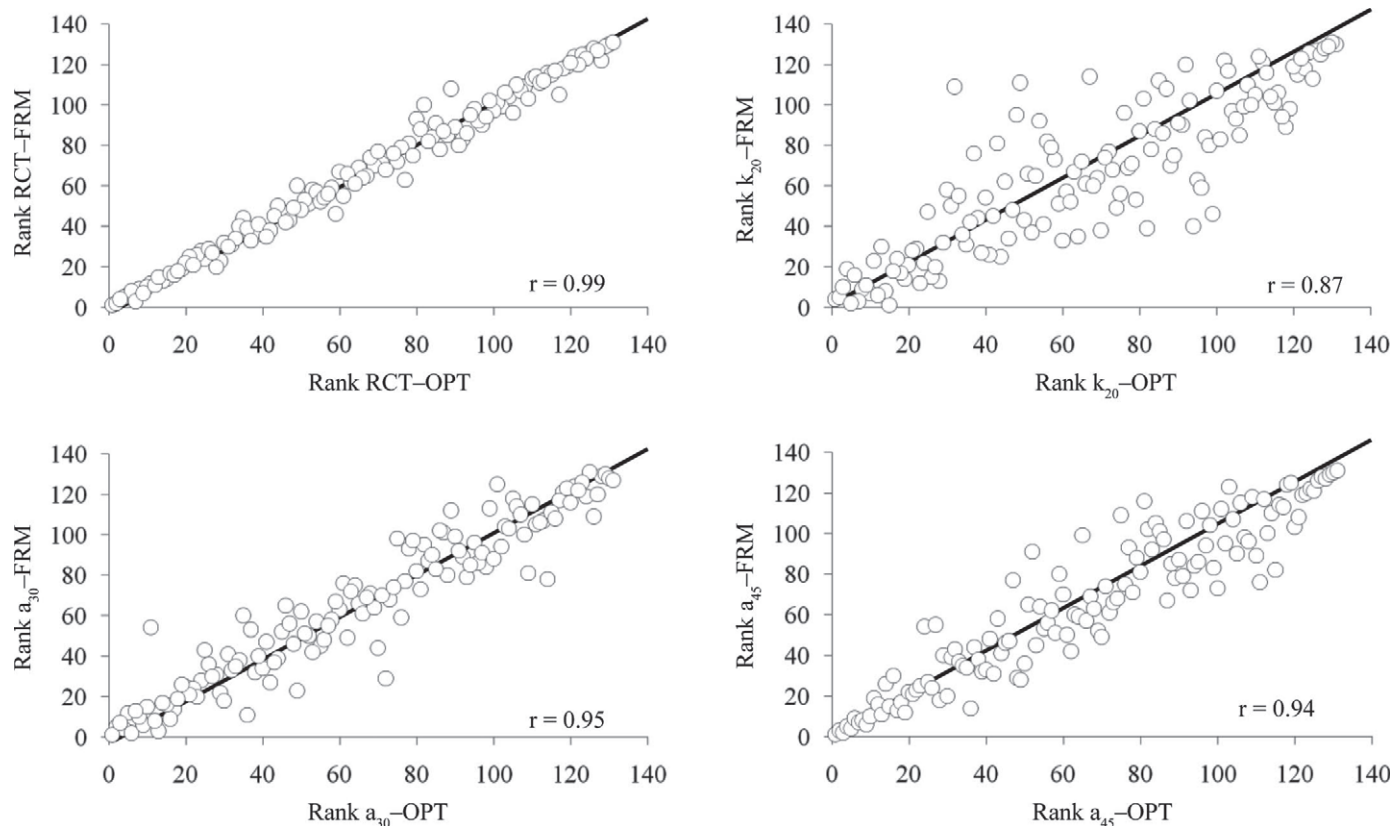 140
120
100
80
60
40
20
0
Rank RCT–FRM
r = 0.99
0 20 40 60 80 100 120 140
Rank RCT–OPT
140
120
100
80
60
40
20
0
Rank k20–FRM
r = 0.87
0 20 40 60 80 100 120 140
Rank k20–OPT
140
120
100
80
60
40
20
0
Rank a30–FRM
r = 0.95
0 20 40 60 80 100 120 140
Rank a30–OPT
140
120
100
80
60
40
20
0
Rank a45–FRM
r = 0.94
0 20 40 60 80 100 120 140
Rank a45–OPT